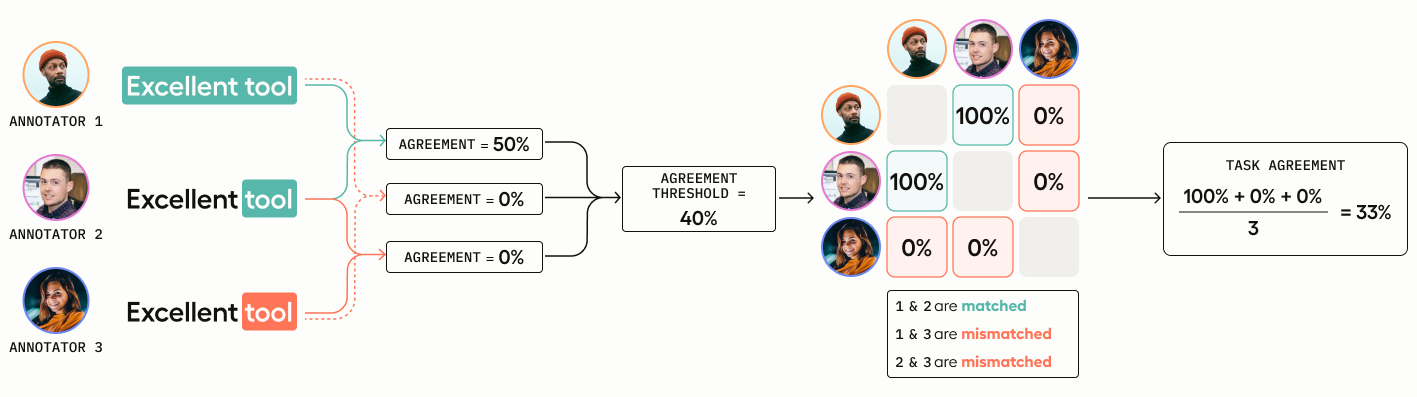 Excellent tool
ANNOTATOR 1
Excellent tool
ANNOTATOR 2
Excellent tool
ANNOTATOR 3
AGREEMENT = 50%
AGREEMENT = 0%
AGREEMENT = 0%
AGREEMENT
THRESHOLD =
40%
100% 0%
100% 0%
0% 0%
1 & 2 are matched
1 & 3 are mismatched
2 & 3 are mismatched
TASK AGREEMENT
100% + 0% + 0%
3
= 33%